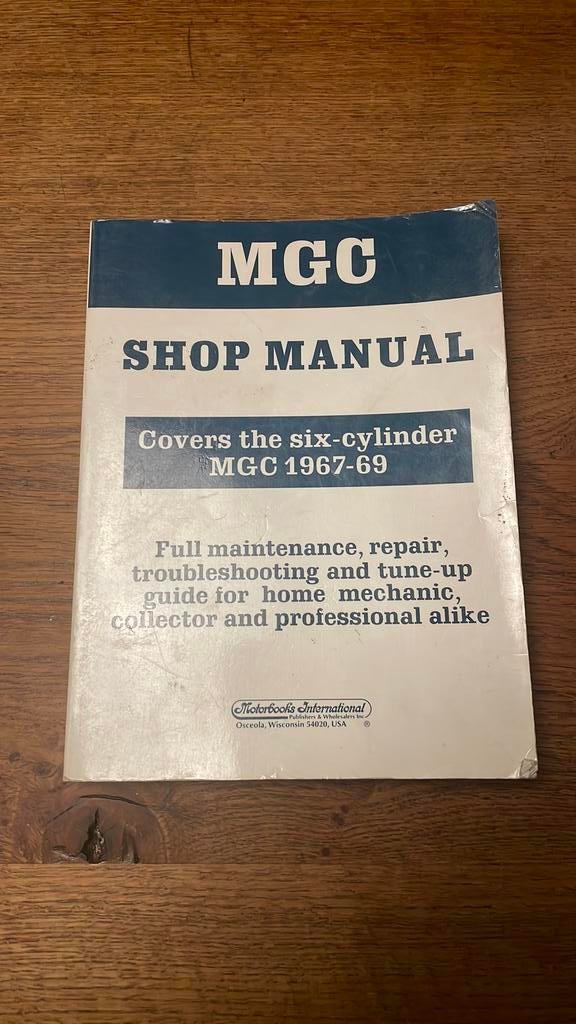 MGC
SHOP MANUAL
Covers the six-cylinder
MGC 1967-69
Full maintenance, repair,
troubleshooting and tune-up
guide for home mechanic,
collector and professional alike
Motorbooks International
Publishers & Wholesalers Inc
Osceola, Wisconsin 54020, USA ®